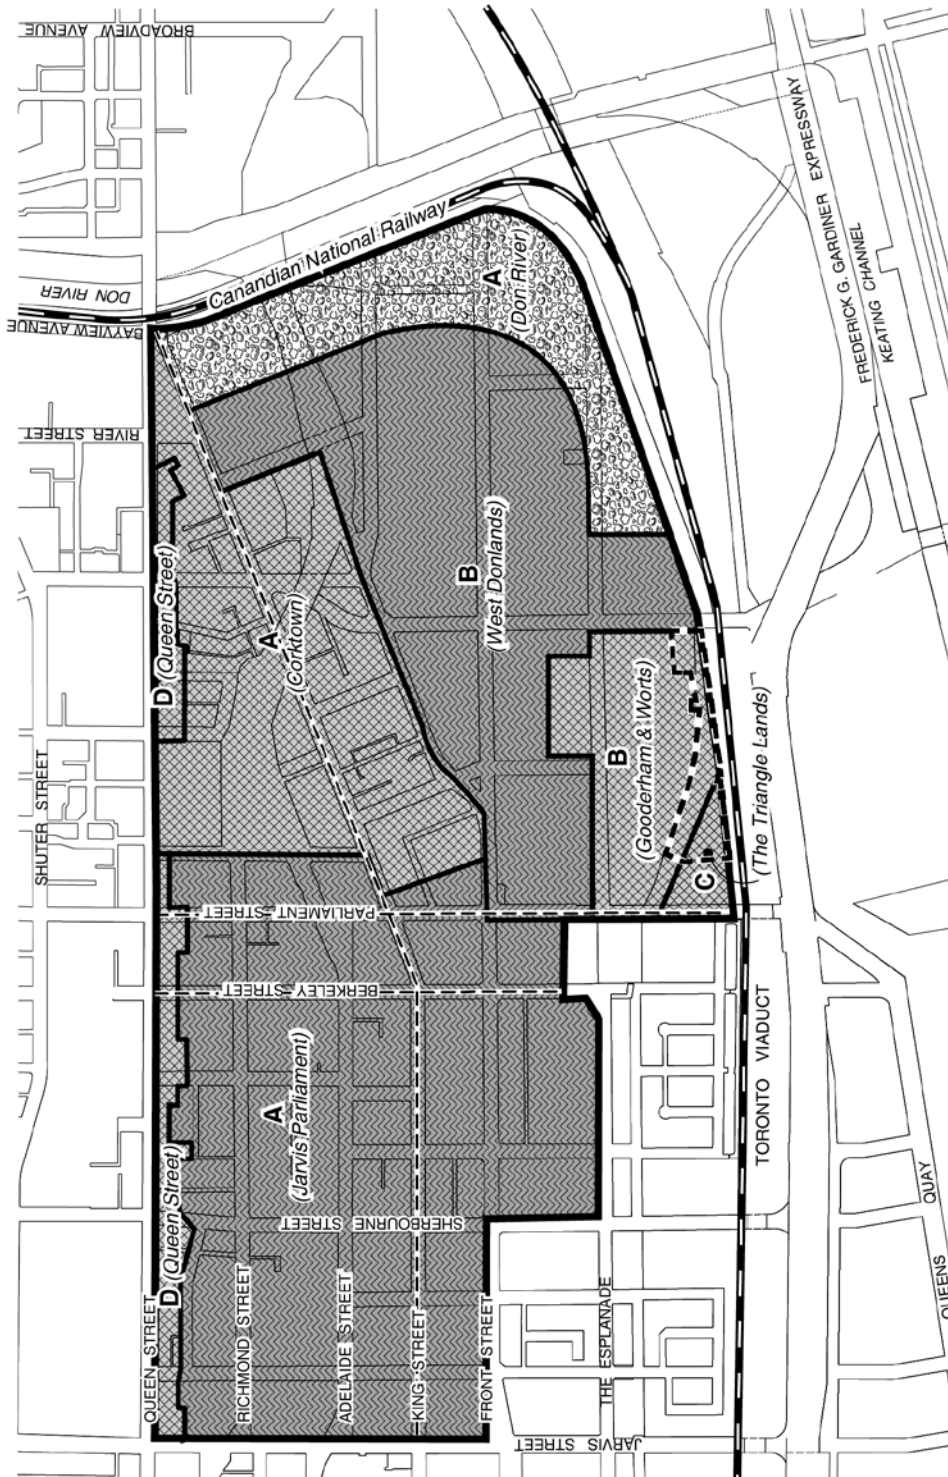 BROADVIEW AVENUE
DON RIVER
BAYVIEW AVENUE
Canandian National Railway
A
(Don River)
FREDERICK G. GARDINER EXPRESSWAY
KEATING CHANNEL
RIVER STREET
D (Queen Street)
A
(Corktown)
B
(West Donlands)
SHUTER STREET
B
(Gooderham & Worts)
C
(The Triangle Lands)
PARLIAMENT STREET
BERKELEY STREET
A
(Jarvis Parliament)
TORONTO VIADUCT
D (Queen Street)
SHERBOURNE STREET
QUEEN STREET
RICHMOND STREET
ADELAIDE STREET
KING STREET
FRONT STREET
THE ESPLANADE
JARVIS STREET
QUEENS QUAY